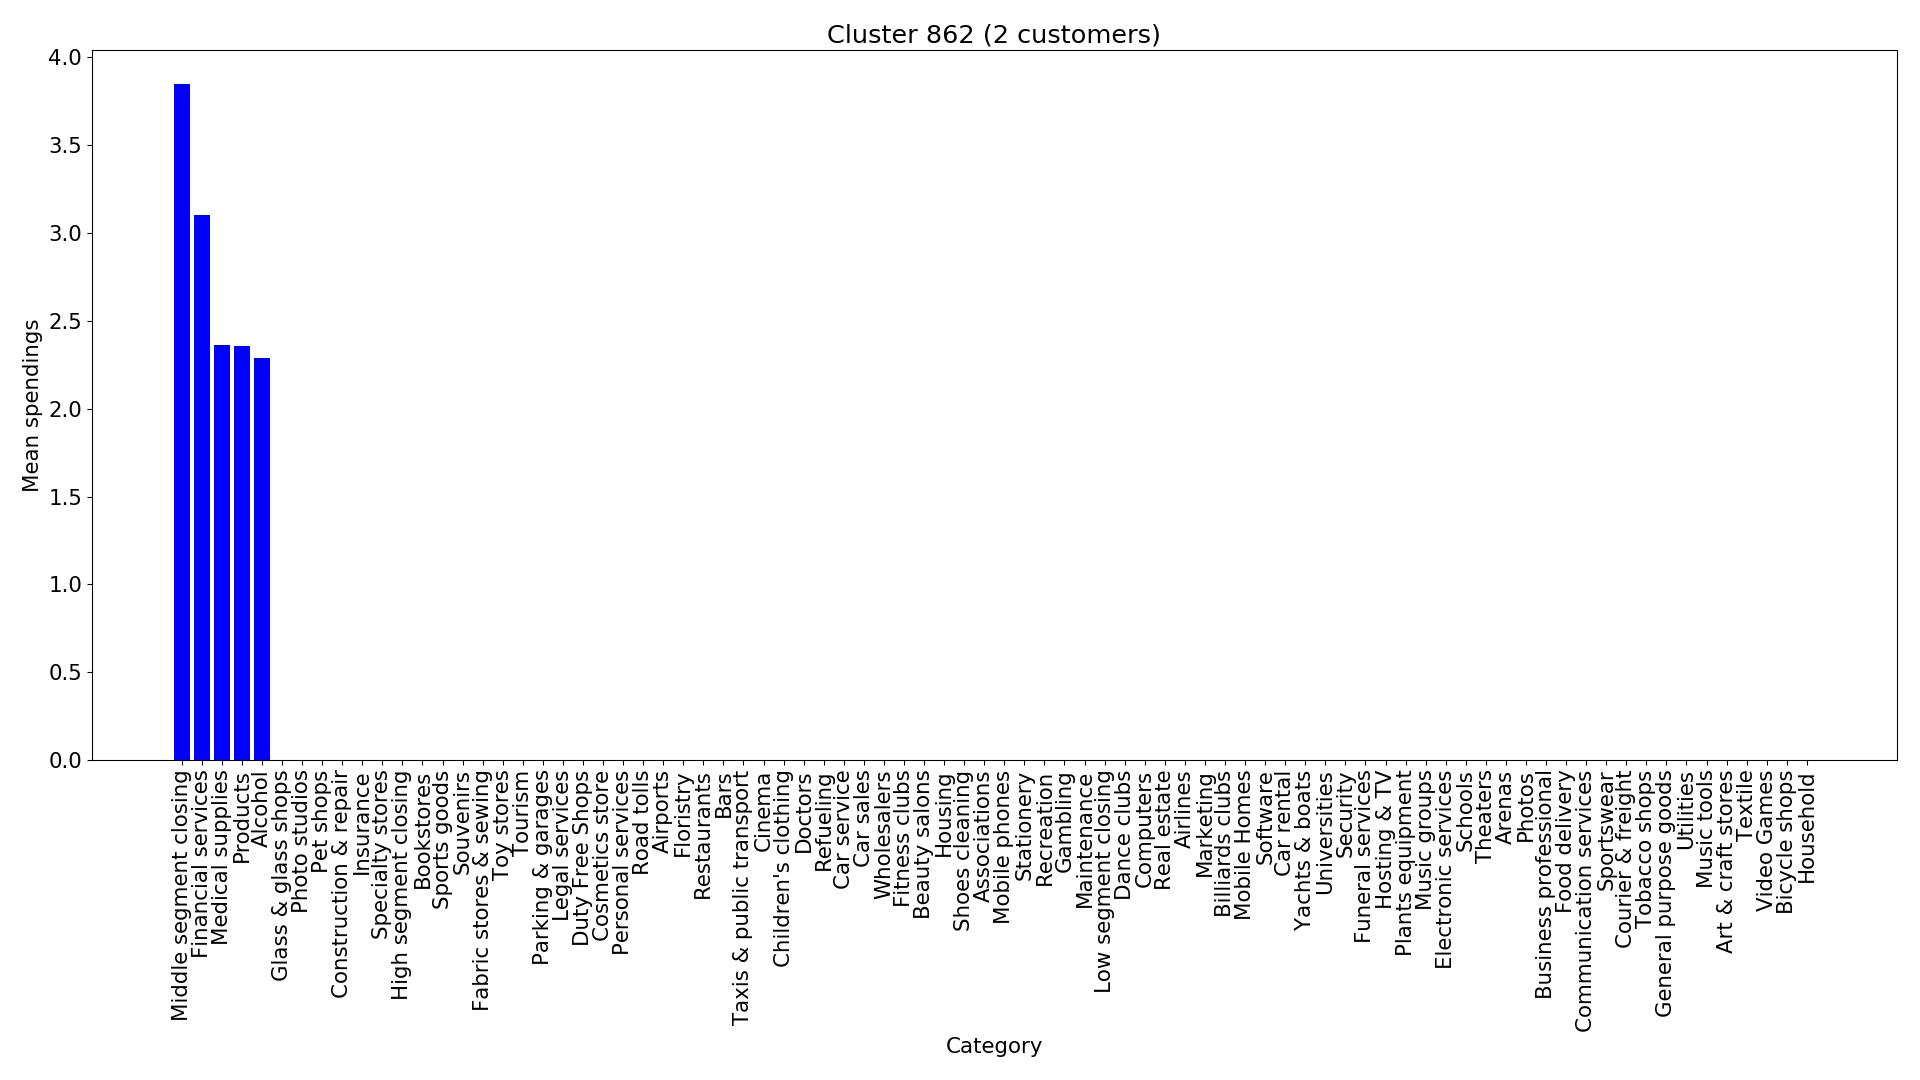 Cluster 862 (2 customers)
Mean spendings
4.0
3.5
3.0
2.5
2.0
1.5
1.0
0.5
0.0
Middle segment closing
Financial services
Medical supplies
Products
Alcohol
Glass & glass shops
Photo studios
Pet shops
Construction & repair
Insurance
Specialty stores
High segment closing
Bookstores
Sports goods
Souvenirs
Fabric stores & sewing
Toy stores
Tourism
Parking & garages
Legal services
Duty Free Shops
Cosmetics store
Personal services
Road tolls
Airports
Floristry
Restaurants
Bars
Taxis & public transport
Cinema
Children's clothing
Doctors
Refueling
Car service
Car sales
Wholesalers
Fitness clubs
Beauty salons
Housing
Shoes cleaning
Associations
Mobile phones
Stationery
Recreation
Gambling
Maintenance
Low segment closing
Dance clubs
Computers
Real estate
Airlines
Marketing
Billiards clubs
Mobile Homes
Software
Car rental
Yachts & boats
Universities
Security
Funeral services
Hosting & TV
Plants equipment
Music groups
Electronic services
Schools
Theaters
Arenas
Photos
Business professional
Food delivery
Communication services
Sportswear
Courier & freight
Tobacco shops
General purpose goods
Utilities
Music tools
Art & craft stores
Textile
Video Games
Bicycle shops
Household
Category